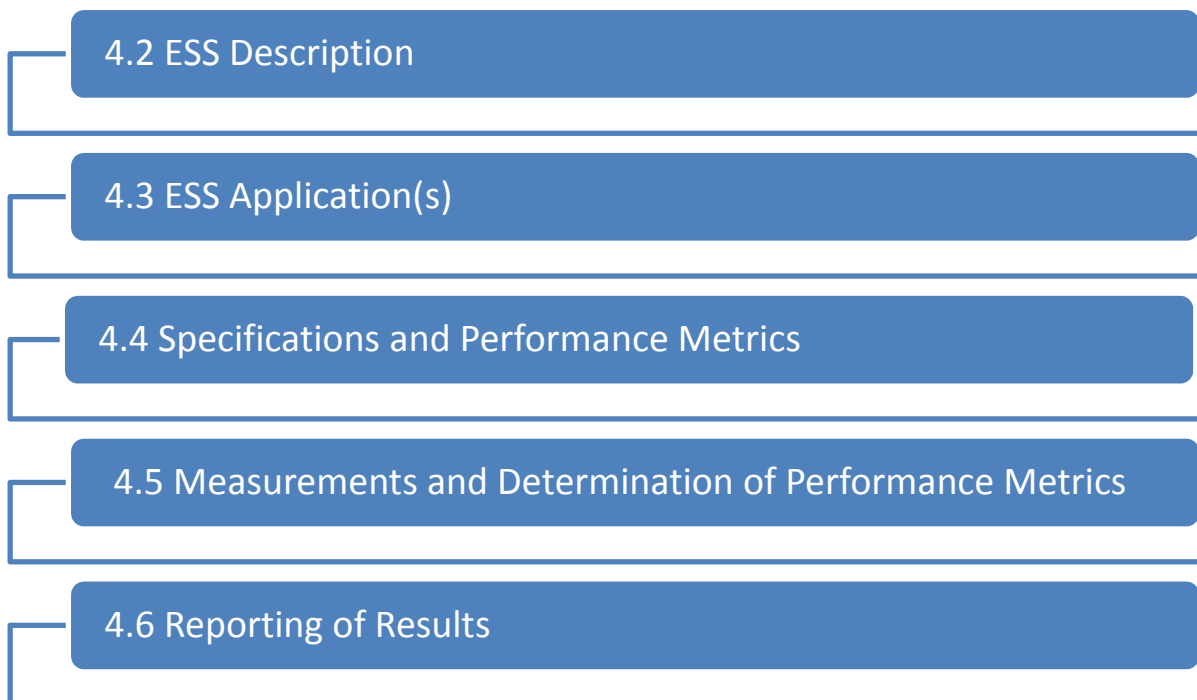 4.2 ESS Description
4.3 ESS Application(s)
4.4 Specifications and Performance Metrics
4.5 Measurements and Determination of Performance Metrics
4.6 Reporting of Results